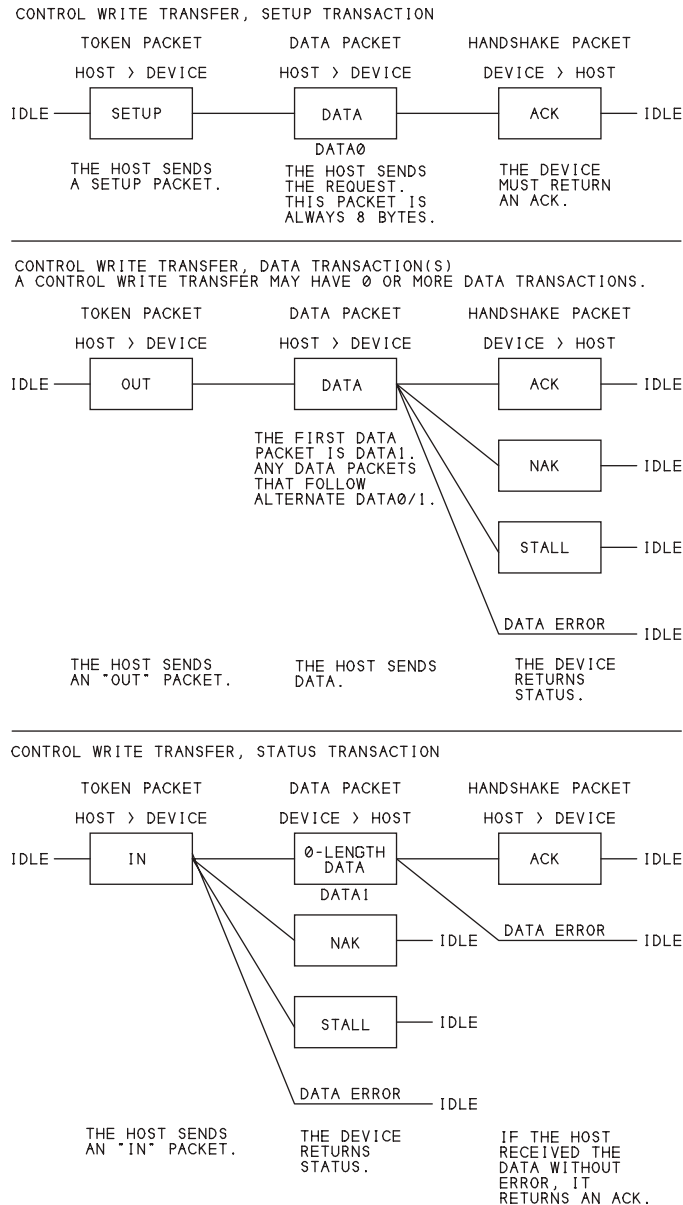 CONTROL WRITE TRANSFER, SETUP TRANSACTION
TOKEN PACKET DATA PACKET HANDSHAKE PACKET
HOST > DEVICE HOST > DEVICE DEVICE > HOST
IDLE SETUP DATA ACK IDLE
DATA0
THE HOST SENDS
A SETUP PACKET.
THE HOST SENDS
THE REQUEST.
THIS PACKET IS
ALWAYS 8 BYTES.
THE DEVICE
MUST RETURN
AN ACK.
CONTROL WRITE TRANSFER, DATA TRANSACTION(S)
A CONTROL WRITE TRANSFER MAY HAVE 0 OR MORE DATA TRANSACTIONS.
TOKEN PACKET DATA PACKET HANDSHAKE PACKET
HOST > DEVICE HOST > DEVICE DEVICE > HOST
IDLE OUT DATA ACK IDLE
THE FIRST DATA
PACKET IS DATA1.
ANY DATA PACKETS
THAT FOLLOW
ALTERNATE DATA0/1.
NAK IDLE
STALL IDLE
DATA ERROR IDLE
THE HOST SENDS
AN "OUT" PACKET.
THE HOST SENDS
DATA.
THE DEVICE
RETURNS
STATUS.
CONTROL WRITE TRANSFER, STATUS TRANSACTION
TOKEN PACKET DATA PACKET HANDSHAKE PACKET
HOST > DEVICE DEVICE > HOST HOST > DEVICE
IDLE IN 0-LENGTH DATA ACK IDLE
DATA1
NAK IDLE DATA ERROR IDLE
STALL IDLE
DATA ERROR IDLE
THE HOST SENDS
AN "IN" PACKET.
THE DEVICE
RETURNS
STATUS.
IF THE HOST
RECEIVED THE
DATA WITHOUT
ERROR, IT
RETURNS AN ACK.